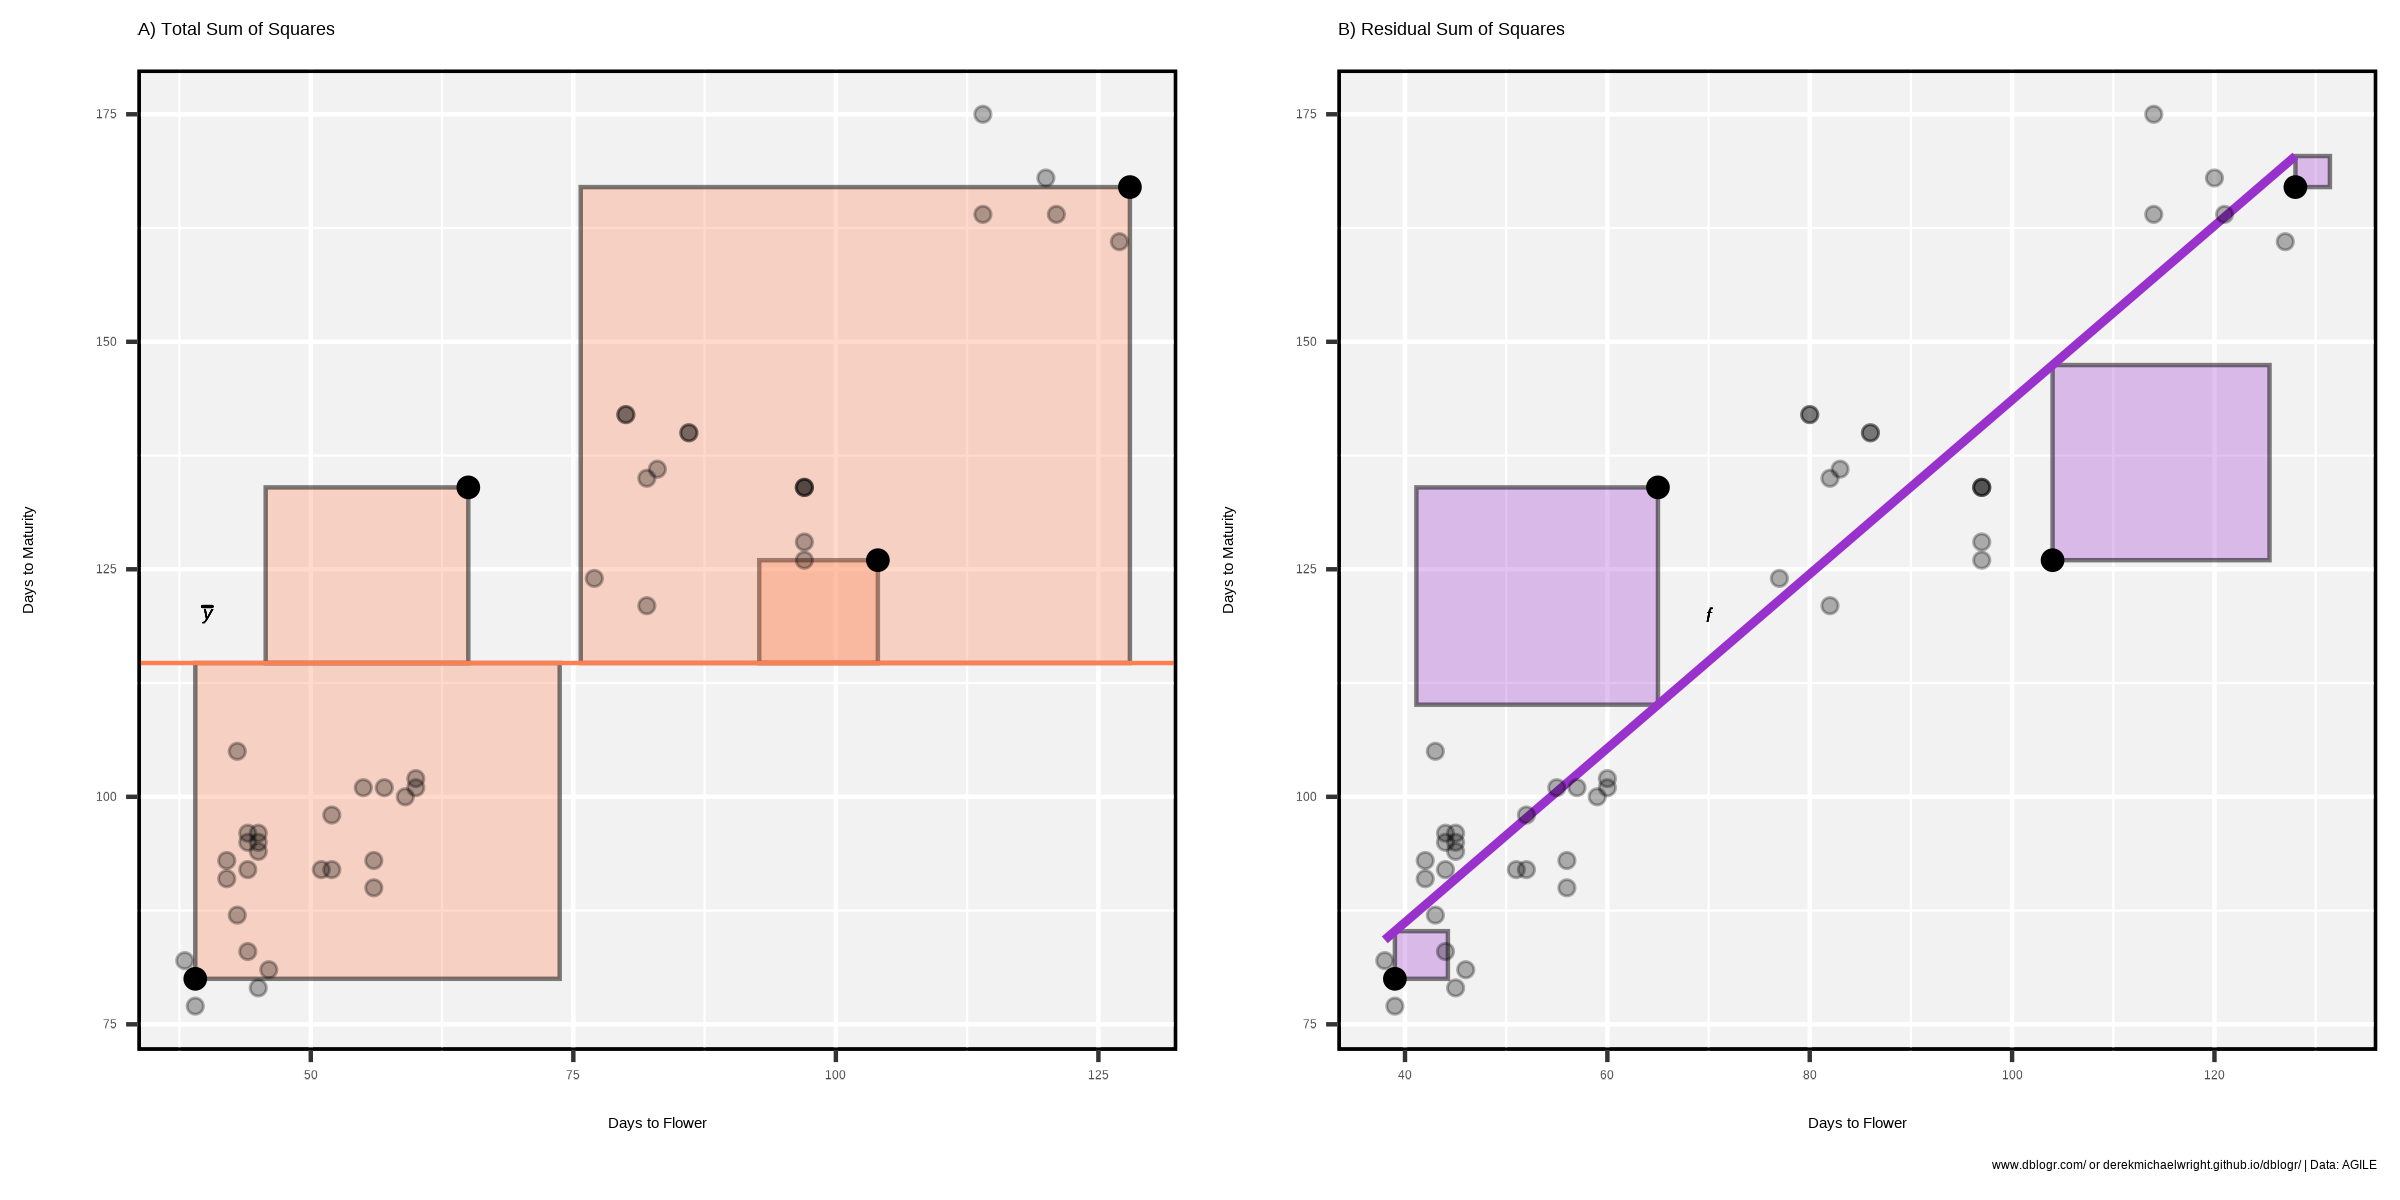 A) Total Sum of Squares
Days to Maturity
175
150
125
100
75
y̅
50
75
100
125
Days to Flower
B) Residual Sum of Squares
Days to Maturity
175
150
125
100
75
f
40
60
80
100
120
Days to Flower
www.dblogr.com/ or derekmichaelwright.github.io/dblogr/ | Data: AGILE